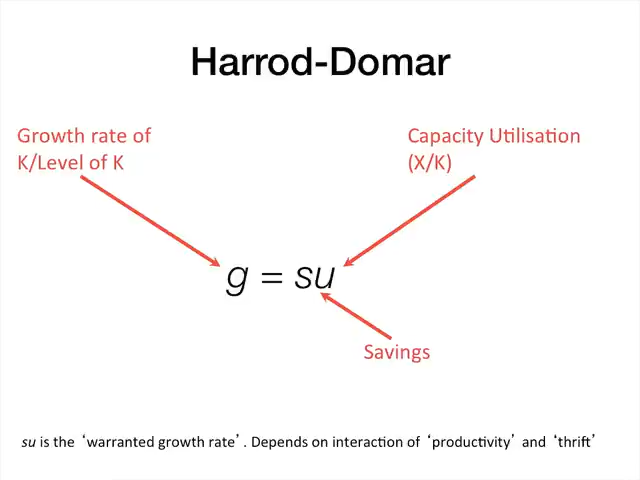 Harrod-Domar
Growth rate of
K/Level of K
Capacity Utilisation
(X/K)
g = su
Savings
su is the ‘warranted growth rate’. Depends on interaction of ‘productivity’ and ‘thrift’